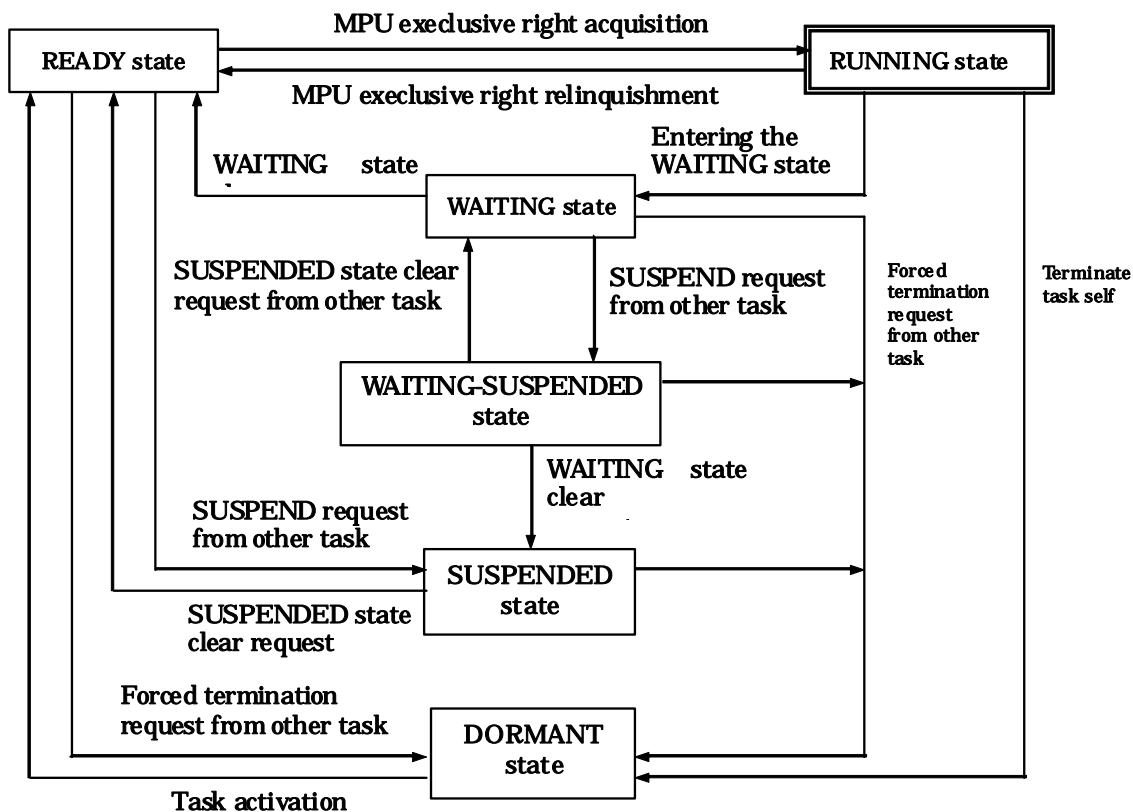 MPU execlusive right acquisition
READY state
RUNNING state
MPU execlusive right relinquishment
Entering the
WAITING state
WAITING state
WAITING state
SUSPENDED state clear
request from other task
SUSPEND request
from other task
Forced
termination
request
from other
task
Terminate
task self
WAITING-SUSPENDED
state
WAITING state
clear
SUSPEND request
from other task
SUSPENDED
state
SUSPENDED state
clear request
Forced termination
request from other task
DORMANT
state
Task activation